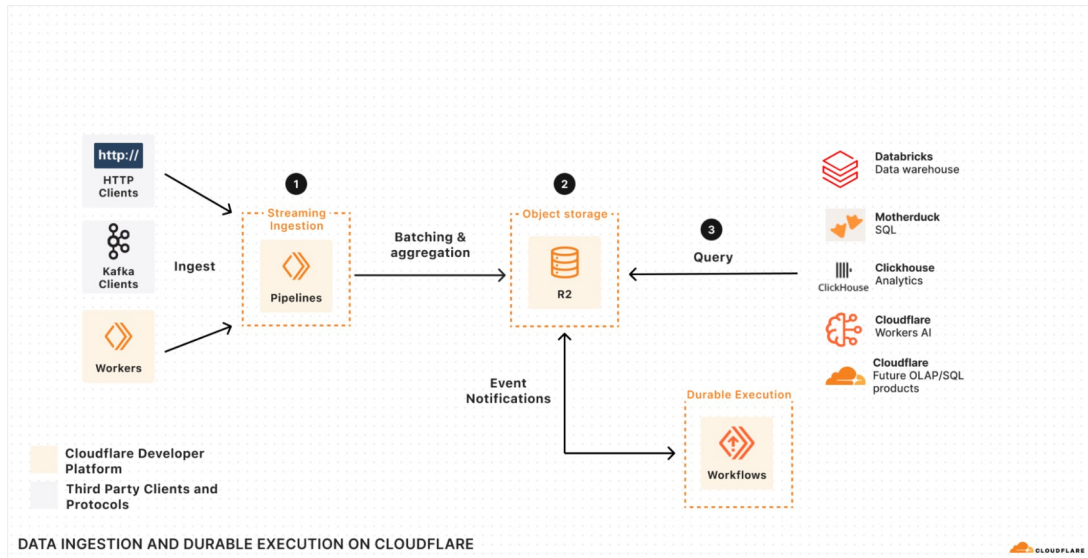 http://
HTTP
Clients
Kafka
Clients
Workers
Ingest
1
Streaming
Ingestion
Pipelines
Batching &
aggregation
2
Object storage
R2
3
Query
Event
Notifications
Durable Execution
Workflows
Databricks
Data warehouse
Motherduck
SQL
ClickHouse
Clickhouse
Analytics
Cloudflare
Workers AI
Cloudflare
Future OLAP/SQL
products
Cloudflare Developer
Platform
Third Party Clients and
Protocols
DATA INGESTION AND DURABLE EXECUTION ON CLOUDFLARE
CLOUDFLARE